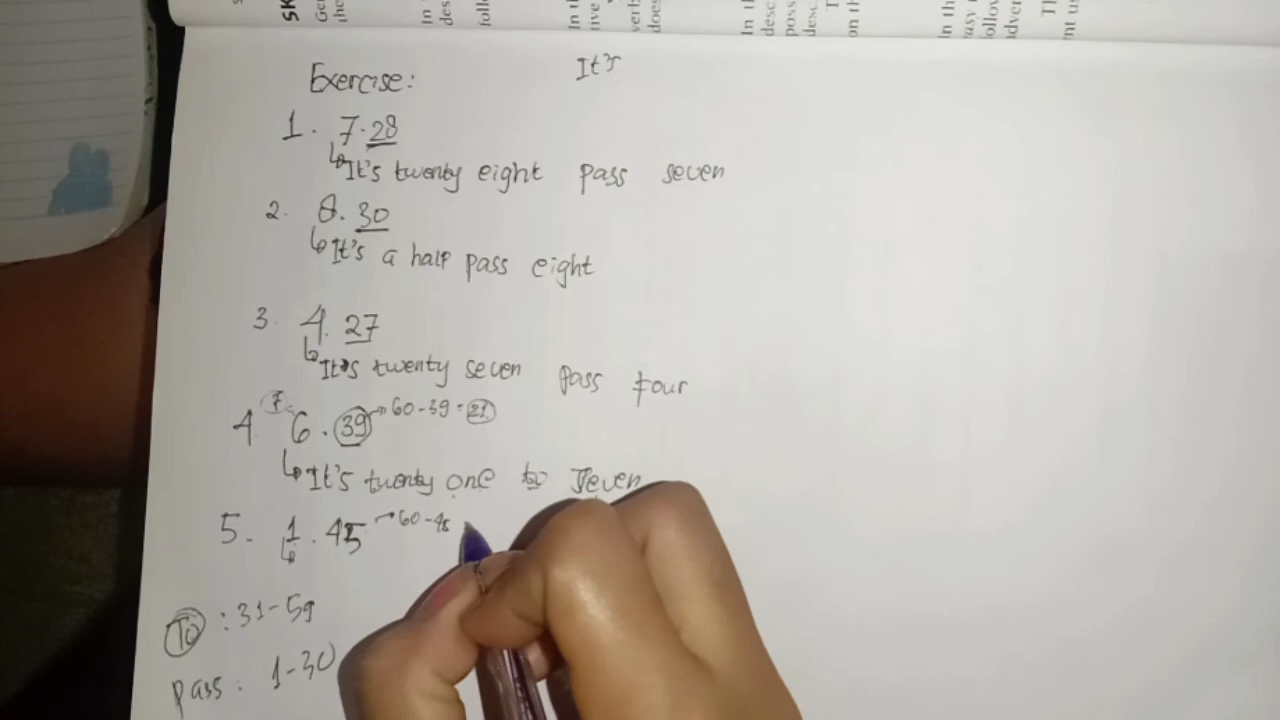 Exercise:
It's
1. 7.28
It's twenty eight pass seven
2. 8.30
It's a half pass eight
3. 4.27
It's twenty seven pass four
4. 7 6.39 60-39=21
It's twenty one to seven
5. 1.45 60-45
To : 31-59
pass : 1-30